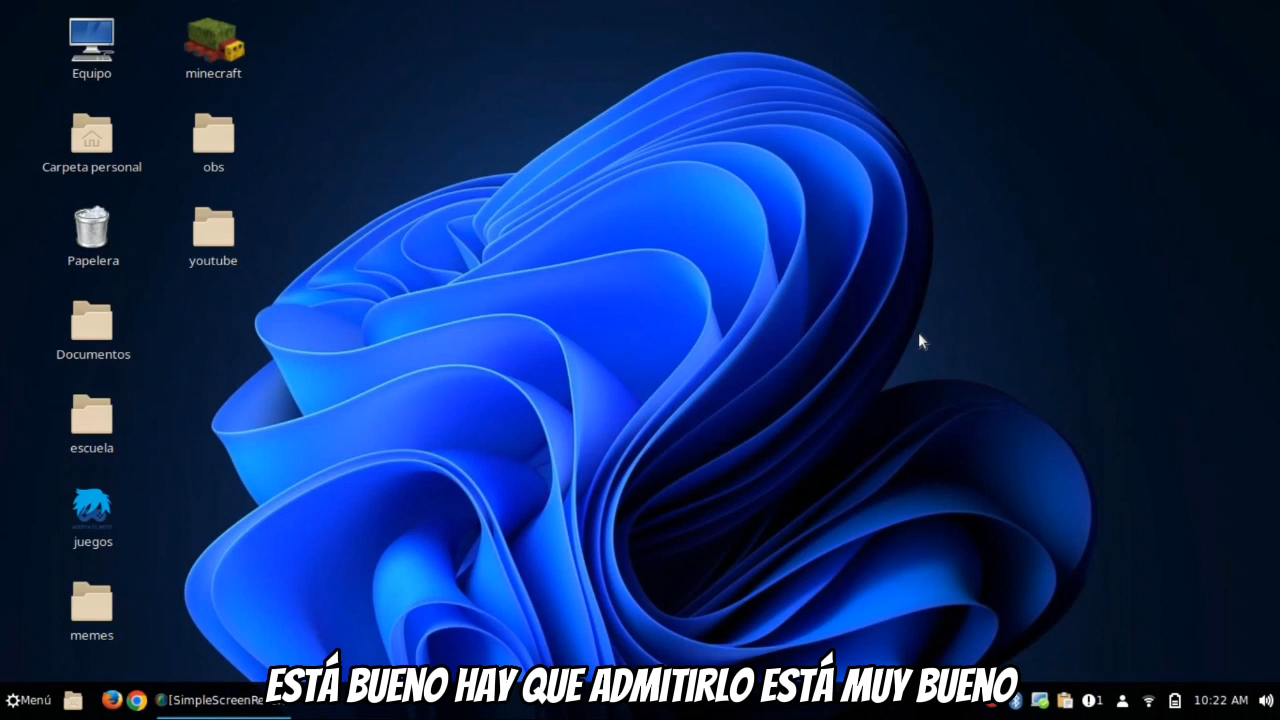 Equipo
minecraft
Carpeta personal
obs
Papelera
youtube
Documentos
escuela
juegos
memes
ESTÁ BUENO HAY QUE ADMITIRLO ESTÁ MUY BUENO
Menú
[SimpleScreenRe
1
10:22 AM